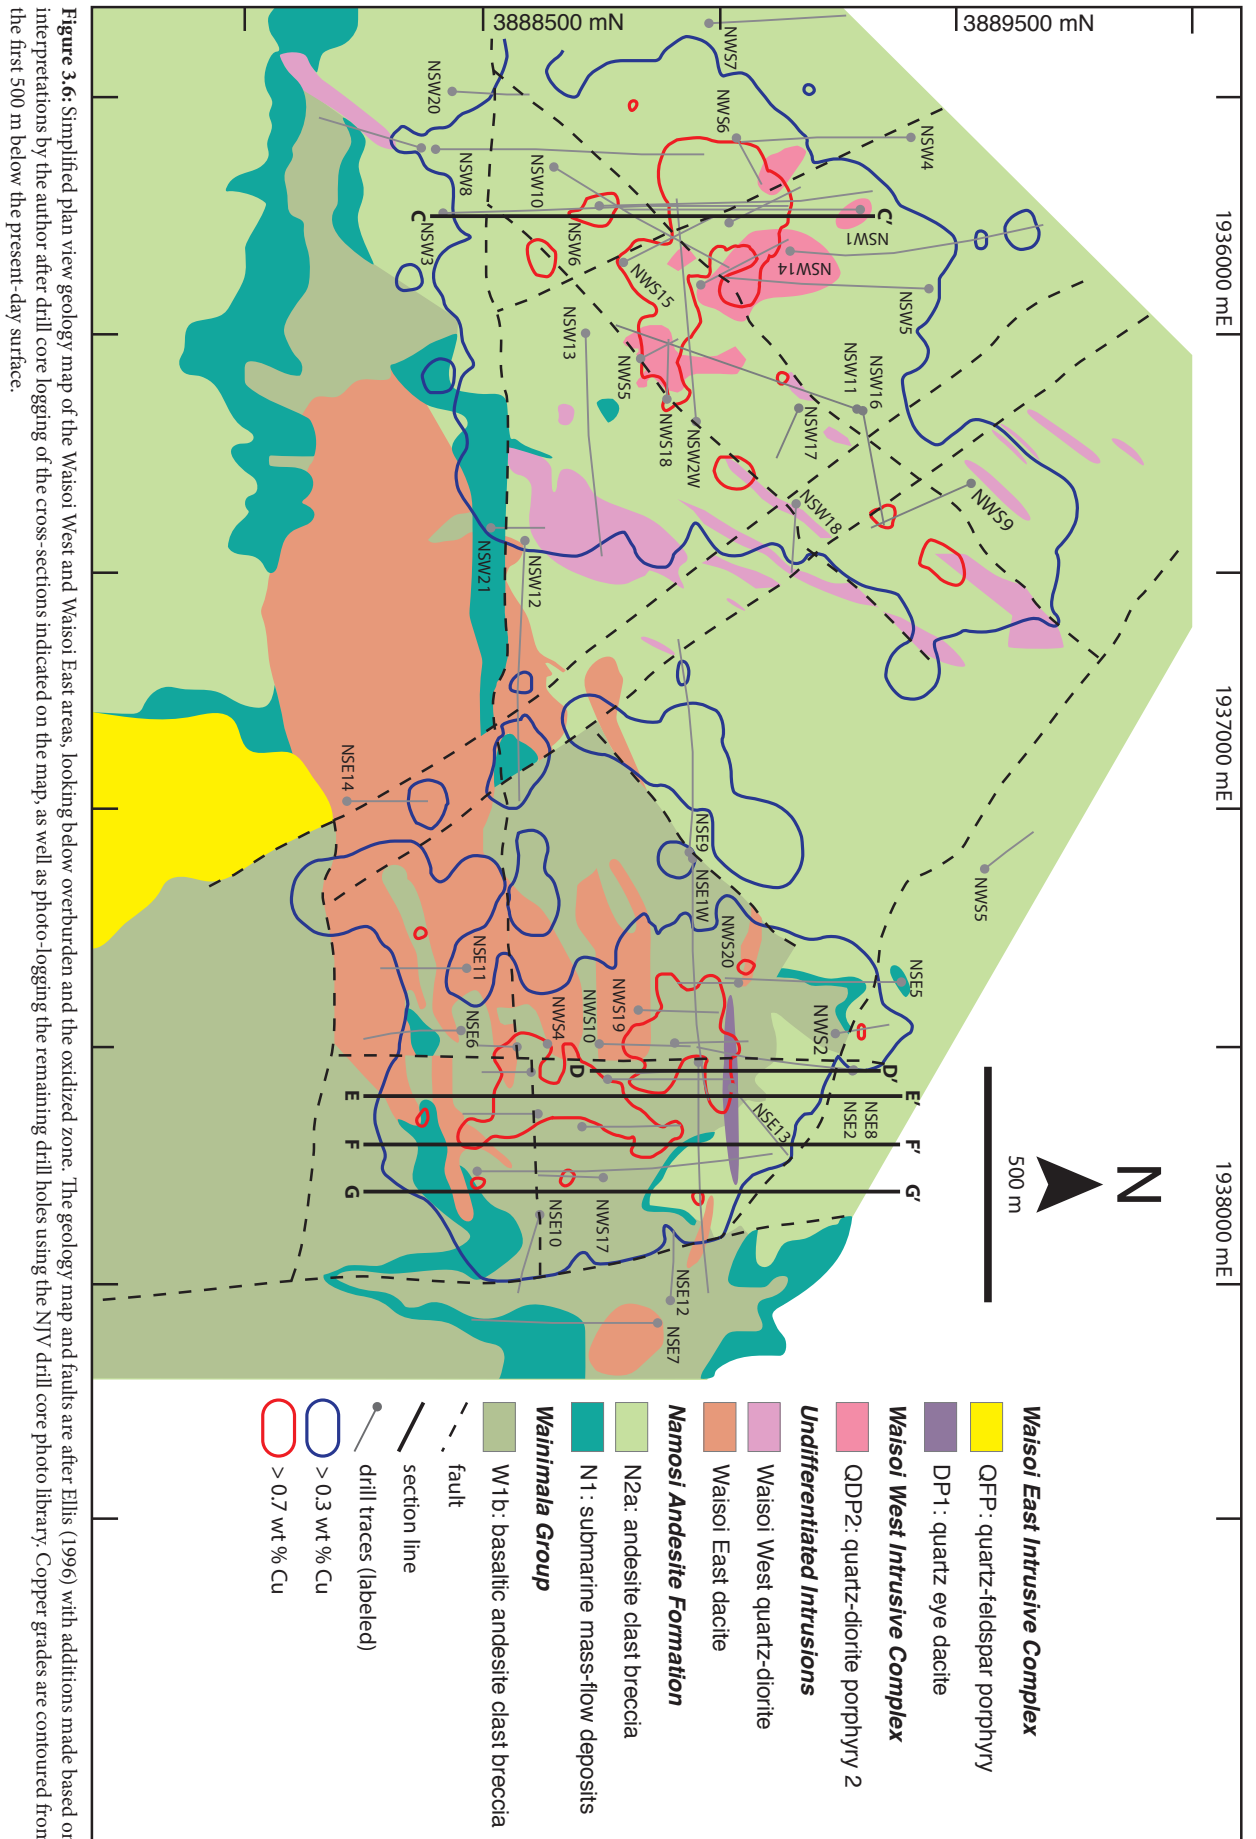 3888500 mN
3889500 mN
1936000 mE
1937000 mE
1938000 mE
N
500 m
NWS7
NSW20
NWS6
NSW4
NSW8
NSW10
C
C'
NSW3
NSW6
NSW1
NSW14
NWS15
NSW5
NSW13
NWS5
NWS18
NSW2W
NSW11
NSW16
NSW17
NSW18
NWS9
NSW21
NSW12
NSE14
NSE9
NSE1W
NWS5
NWS20
NSE5
NSE11
NWS19
NWS10
NWS4
NSE6
NWS2
D
D'
E
E'
NSE2
NSE8
NSE13
F
F'
G
G'
NSE10
NWS17
NSE12
NSE7
Waisoi East Intrusive Complex
QFP: quartz-feldspar porphyry
DP1: quartz eye dacite
Waisoi West Intrusive Complex
QDP2: quartz-diorite porphyry 2
Undifferentiated Intrusions
Waisoi West quartz-diorite
Waisoi East dacite
Namosi Andesite Formation
N2a: andesite clast breccia
N1: submarine mass-flow deposits
Wainimala Group
W1b: basaltic andesite clast breccia
fault
section line
drill traces (labeled)
> 0.3 wt % Cu
> 0.7 wt % Cu
Figure 3.6: Simplified plan view geology map of the Waisoi West and Waisoi East areas, looking below overburden and the oxidized zone. The geology map and faults are after Ellis (1996) with additions made based on
interpretations by the author after drill core logging of the cross-sections indicated on the map, as well as photo-logging the remaining drill holes using the NJV drill core photo library. Copper grades are contoured from
the first 500 m below the present-day surface.